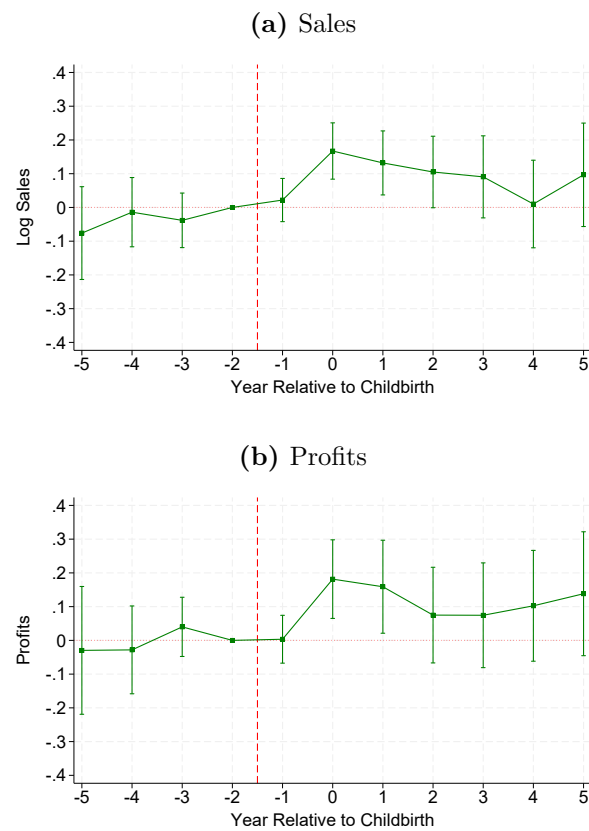 (a) Sales
.4
.3
.2
.1
0
-.1
-.2
-.3
-.4
Log Sales
-5 -4 -3 -2 -1 0 1 2 3 4 5
Year Relative to Childbirth
(b) Profits
.4
.3
.2
.1
0
-.1
-.2
-.3
-.4
Profits
-5 -4 -3 -2 -1 0 1 2 3 4 5
Year Relative to Childbirth